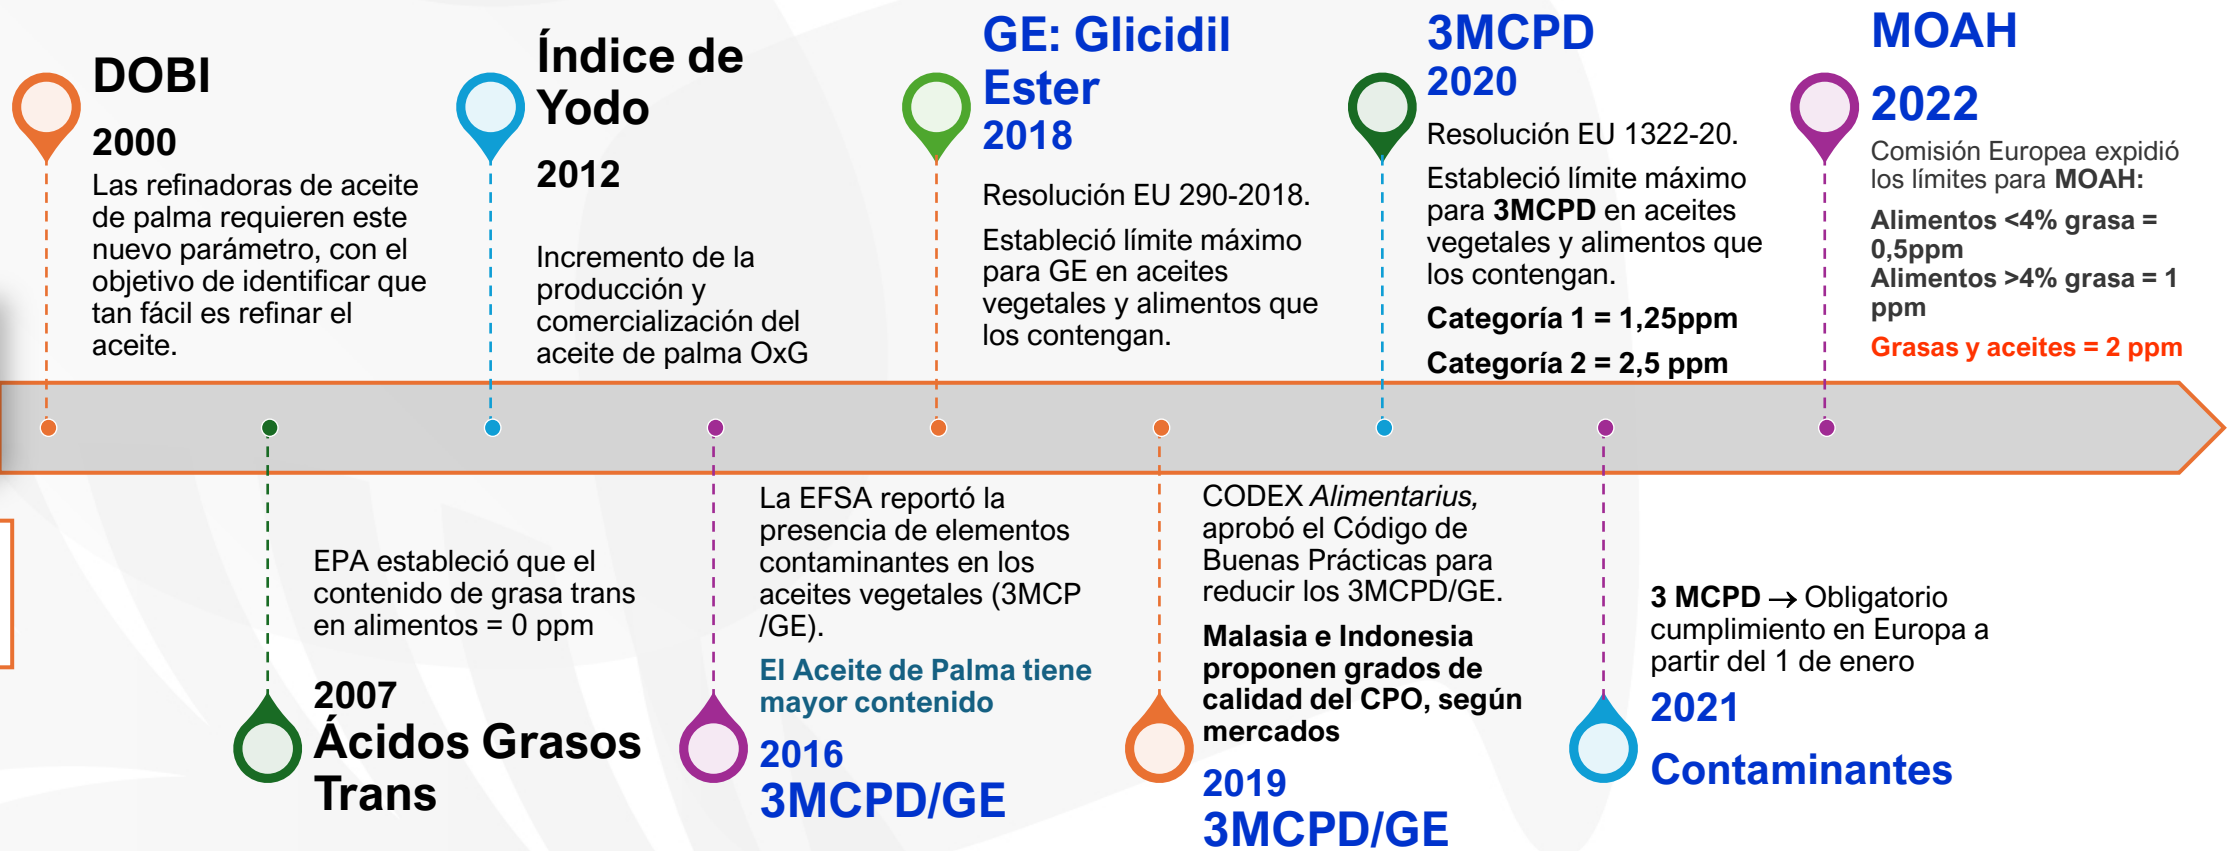 DOBI
2000
Las refinadoras de aceite
de palma requieren este
nuevo parámetro, con el
objetivo de identificar que
tan fácil es refinar el
aceite.
Índice de
Yodo
2012
Incremento de la
producción y
comercialización del
aceite de palma OxG
GE: Glicidil
Ester
2018
Resolución EU 290-2018.
Estableció límite máximo
para GE en aceites
vegetales y alimentos que
los contengan.
3MCPD
2020
Resolución EU 1322-20.
Estableció límite máximo
para 3MCPD en aceites
vegetales y alimentos que
los contengan.
Categoría 1 = 1,25ppm
Categoría 2 = 2,5 ppm
MOAH
2022
Comisión Europea expidió
los límites para MOAH:
Alimentos <4% grasa =
0,5ppm
Alimentos >4% grasa = 1
ppm
Grasas y aceites = 2 ppm
EPA estableció que el
contenido de grasa trans
en alimentos = 0 ppm
2007
Ácidos Grasos
Trans
La EFSA reportó la
presencia de elementos
contaminantes en los
aceites vegetales (3MCP
/GE).
El Aceite de Palma tiene
mayor contenido
2016
3MCPD/GE
CODEX Alimentarius,
aprobó el Código de
Buenas Prácticas para
reducir los 3MCPD/GE.
Malasia e Indonesia
proponen grados de
calidad del CPO, según
mercados
2019
3MCPD/GE
3 MCPD → Obligatorio
cumplimiento en Europa a
partir del 1 de enero
2021
Contaminantes